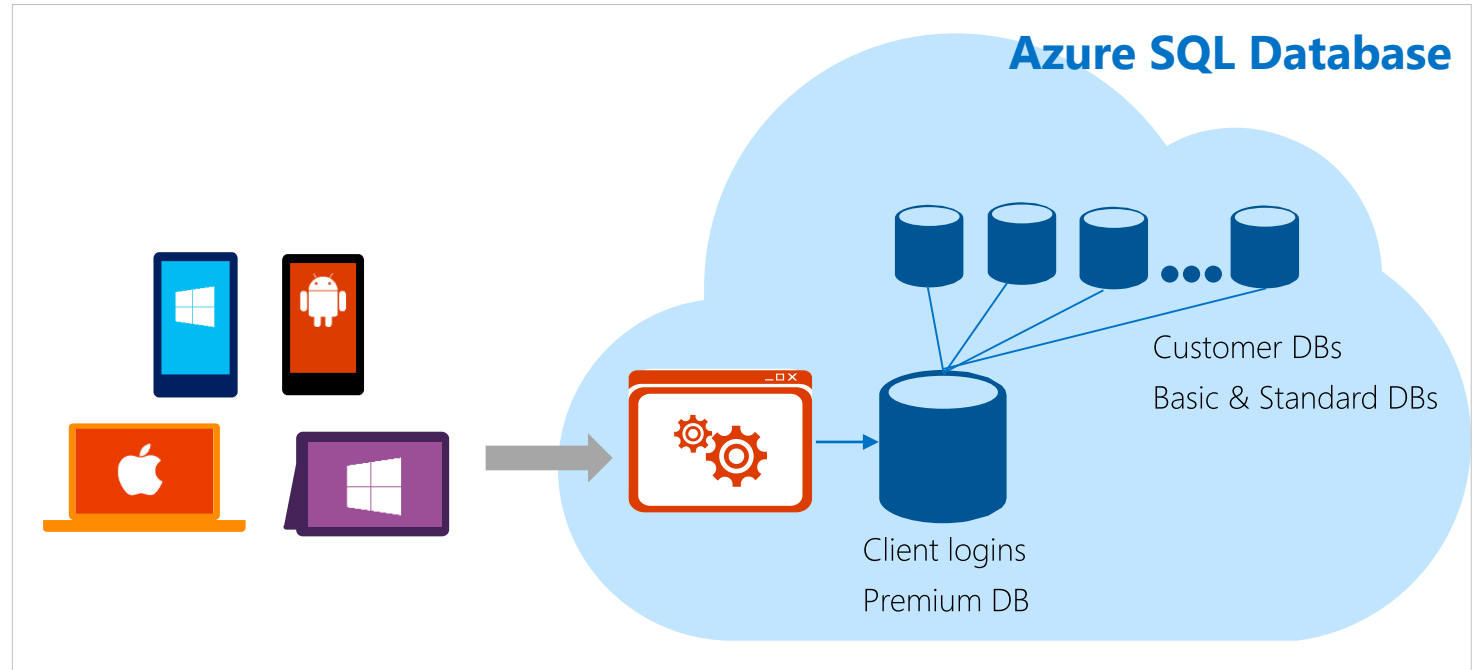 Azure SQL Database
Customer DBs
Basic & Standard DBs
Client logins
Premium DB